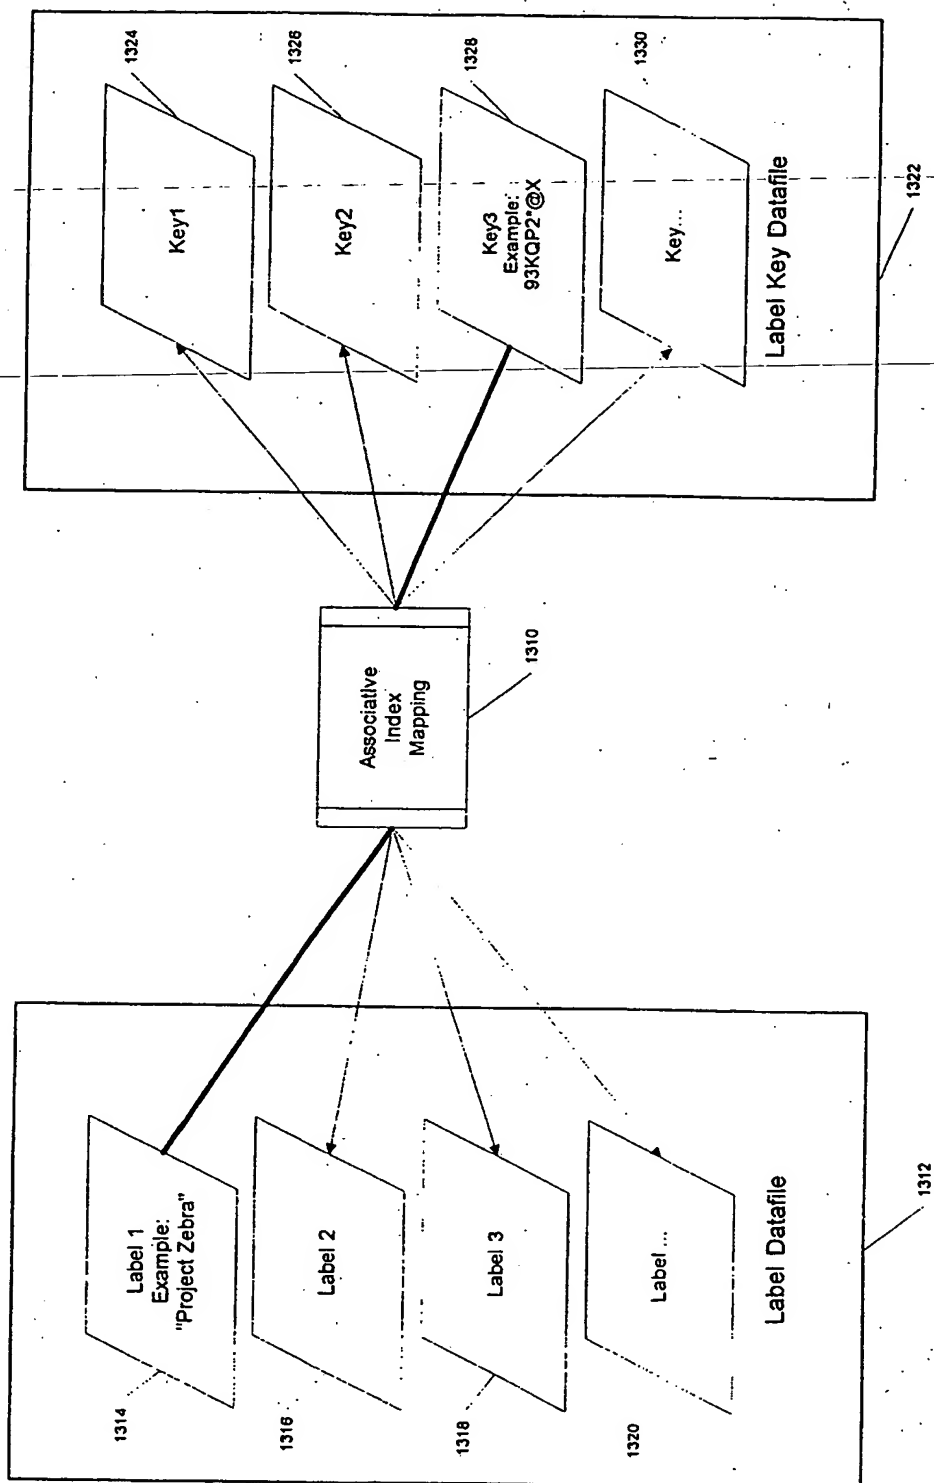 1314
Label 1
Example:
"Project Zebra"
1316
Label 2
1318
Label 3
1320
Label ...
Label Datafile
1312
Associative
Index
Mapping
1310
1324
Key1
1326
Key2
1328
Key3
Example:
93KQP2*@X
1330
Key...
Label Key Datafile
1322